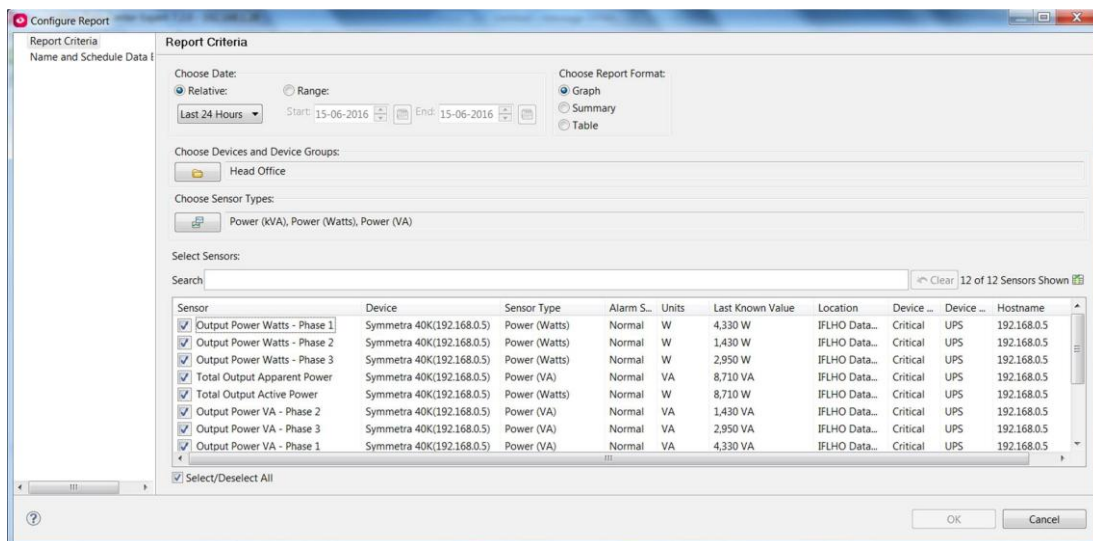 Configure Report
Report Criteria
Name and Schedule Data E
Report Criteria
Choose Date:
Relative: Range:
Last 24 Hours Start: 15-06-2016 End: 15-06-2016
Choose Report Format:
Graph
Summary
Table
Choose Devices and Device Groups:
Head Office
Choose Sensor Types:
Power (kVA), Power (Watts), Power (VA)
Select Sensors:
Search Clear 12 of 12 Sensors Shown
Sensor Device Sensor Type Alarm S... Units Last Known Value Location Device ... Device ... Hostname
Output Power Watts - Phase 1 Symmetra 40K(192.168.0.5) Power (Watts) Normal W 4,330 W IFLHO Data... Critical UPS 192.168.0.5
Output Power Watts - Phase 2 Symmetra 40K(192.168.0.5) Power (Watts) Normal W 1,430 W IFLHO Data... Critical UPS 192.168.0.5
Output Power Watts - Phase 3 Symmetra 40K(192.168.0.5) Power (Watts) Normal W 2,950 W IFLHO Data... Critical UPS 192.168.0.5
Total Output Apparent Power Symmetra 40K(192.168.0.5) Power (VA) Normal VA 8,710 VA IFLHO Data... Critical UPS 192.168.0.5
Total Output Active Power Symmetra 40K(192.168.0.5) Power (Watts) Normal W 8,710 W IFLHO Data... Critical UPS 192.168.0.5
Output Power VA - Phase 2 Symmetra 40K(192.168.0.5) Power (VA) Normal VA 1,430 VA IFLHO Data... Critical UPS 192.168.0.5
Output Power VA - Phase 3 Symmetra 40K(192.168.0.5) Power (VA) Normal VA 2,950 VA IFLHO Data... Critical UPS 192.168.0.5
Output Power VA - Phase 1 Symmetra 40K(192.168.0.5) Power (VA) Normal VA 4,330 VA IFLHO Data... Critical UPS 192.168.0.5
Select/Deselect All
OK Cancel